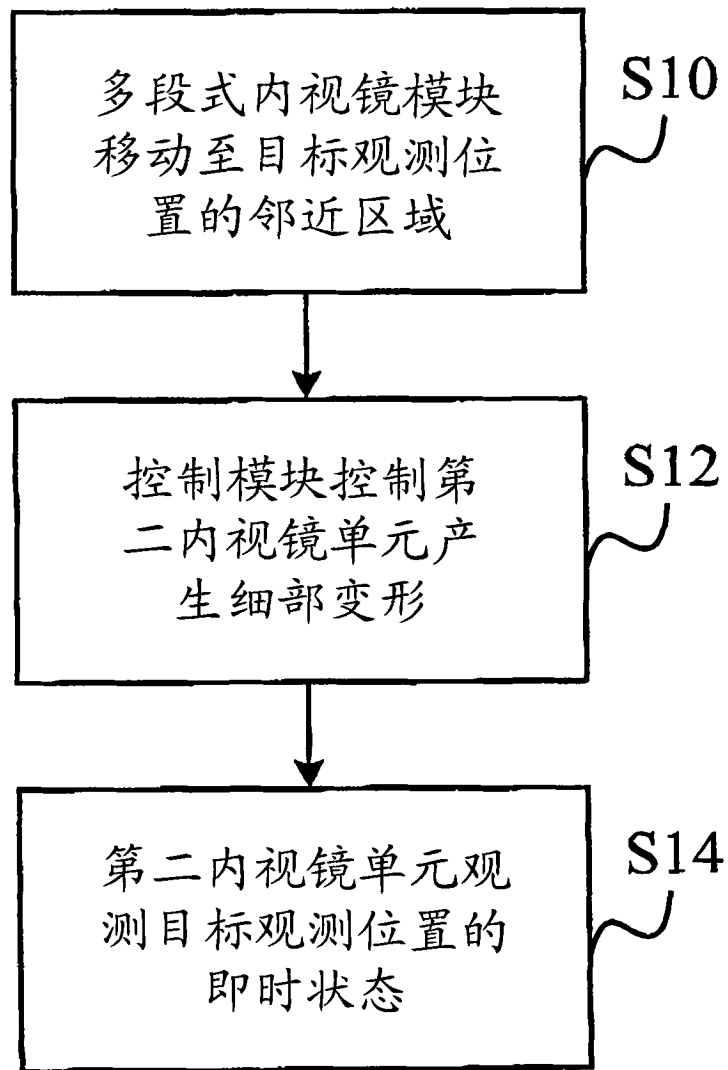 多段式内视镜模块
移动至目标观测位
置的邻近区域
S10
控制模块控制第
二内视镜单元产
生细部变形
S12
第二内视镜单元观
测目标观测位置的
即时状态
S14